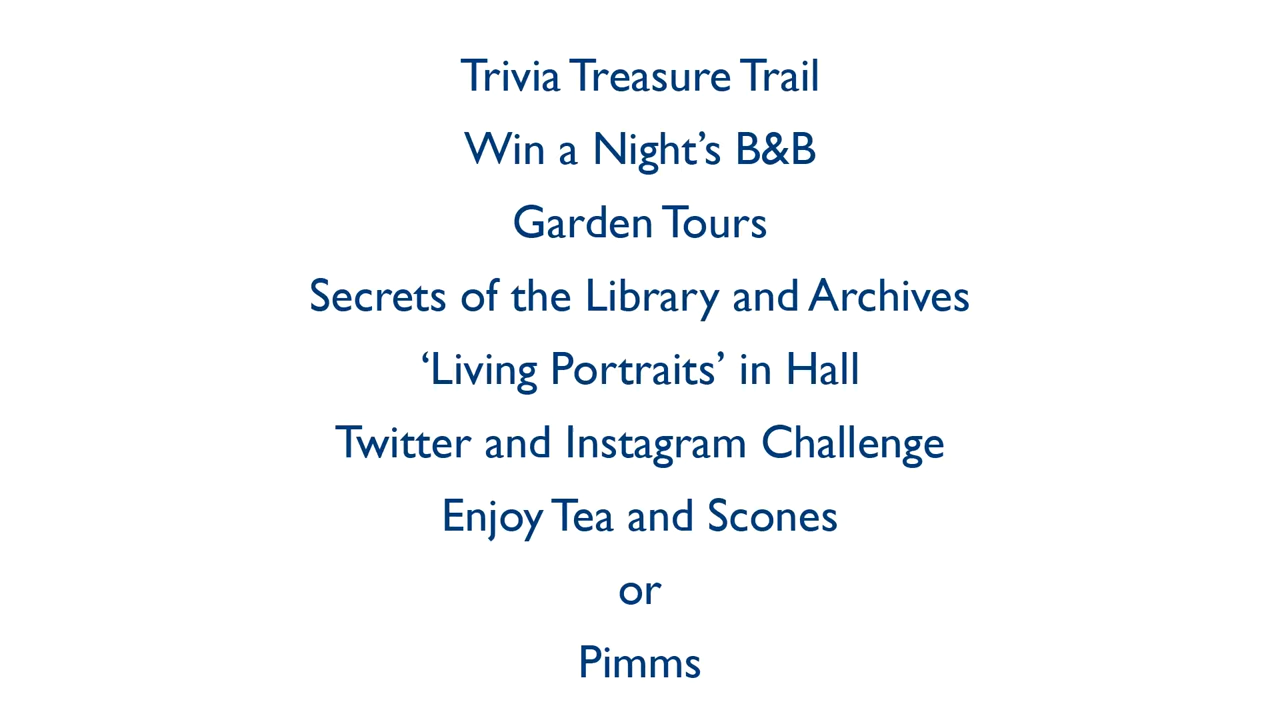 Trivia Treasure Trail
Win a Night’s B&B
Garden Tours
Secrets of the Library and Archives
‘Living Portraits’ in Hall
Twitter and Instagram Challenge
Enjoy Tea and Scones
or
Pimms